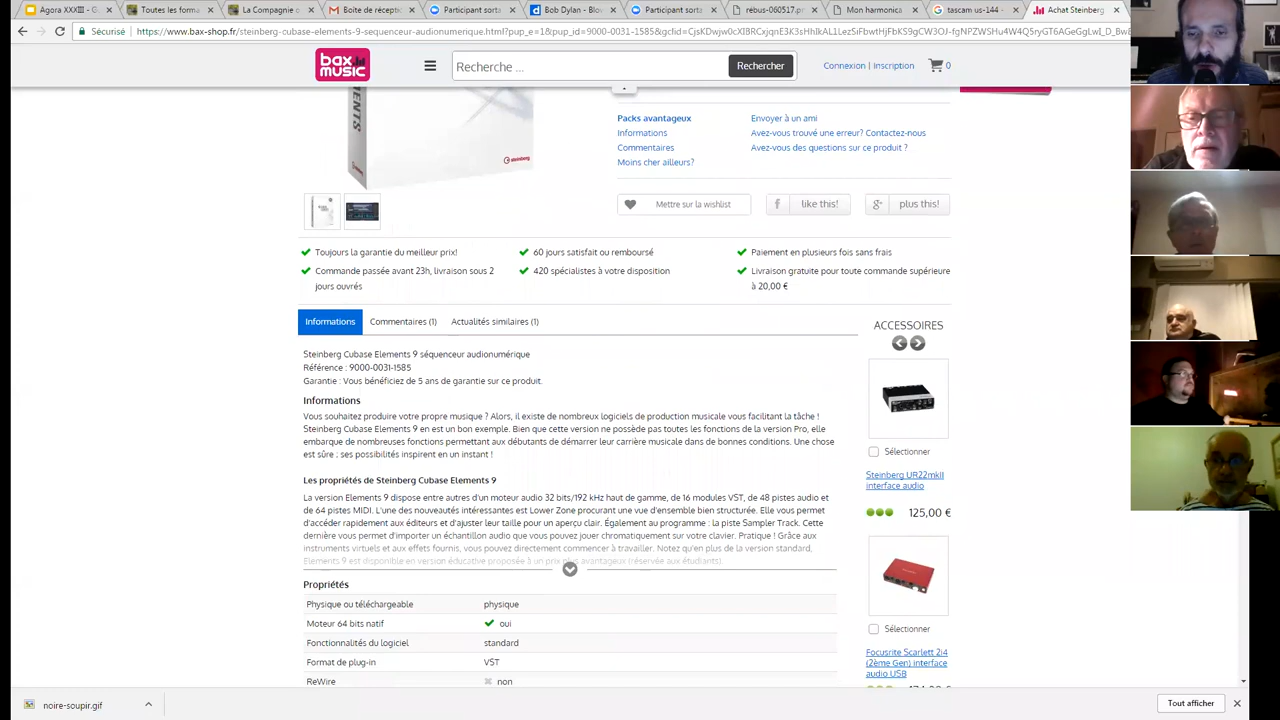 Agora XXXIII - G
Toutes les forma
La Compagnie c
Boîte de réceptio
Participant sorta
Bob Dylan - Blow
Participant sorta
rebus-060517.pn
Mon harmonica
tascam us-144 -
Achat Steinberg
Sécurisé
https://www.bax-shop.fr/steinberg-cubase-elements-9-sequenceur-audionumerique.html?pup_e=1&pup_id=9000-0031-1585&gclid=
bax music
Recherche ...
Rechercher
Connexion | Inscription
0
ELEMENTS
steinberg
Packs avantageux
Envoyer à un ami
Informations
Avez-vous trouvé une erreur? Contactez-nous
Commentaires
Avez-vous des questions sur ce produit ?
Moins cher ailleurs?
Mettre sur la wishlist
like this!
plus this!
Toujours la garantie du meilleur prix!
60 jours satisfait ou remboursé
Paiement en plusieurs fois sans frais
Commande passée avant 23h, livraison sous 2
jours ouvrés
420 spécialistes à votre disposition
Livraison gratuite pour toute commande supérieure
à 20,00 €
Informations
Commentaires (1)
Actualités similaires (1)
ACCESSOIRES
Steinberg Cubase Elements 9 séquenceur audionumérique
Référence : 9000-0031-1585
Garantie : Vous bénéficiez de 5 ans de garantie sur ce produit.
Informations
Vous souhaitez produire votre propre musique ? Alors, il existe de nombreux logiciels de production musicale vous facilitant la tâche !
Steinberg Cubase Elements 9 en est un bon exemple. Bien que cette version ne possède pas toutes les fonctions de la version Pro, elle
embarque de nombreuses fonctions permettant aux débutants de démarrer leur carrière musicale dans de bonnes conditions. Une chose
est sûre ; ses possibilités inspirent en un instant !
Les propriétés de Steinberg Cubase Elements 9
La version Elements 9 dispose entre autres d'un moteur audio 32 bits/192 kHz haut de gamme, de 16 modules VST, de 48 pistes audio et
de 64 pistes MIDI. L'une des nouveautés intéressantes est Lower Zone procurant une vue d'ensemble bien structurée. Elle vous permet
d'accéder rapidement aux éditeurs et d'ajuster leur taille pour un aperçu clair. Également au programme : la piste Sampler Track. Cette
dernière vous permet d'importer un échantillon audio que vous pouvez jouer chromatiquement sur votre clavier. Pratique ! Grâce aux
instruments virtuels et aux effets fournis, vous pouvez directement commencer à travailler. Notez qu'en plus de la version standard,
Elements 9 est disponible en version éducative proposée à un prix plus avantageux (réservée aux étudiants).
Sélectionner
Steinberg UR22mkII
interface audio
125,00 €
Propriétés
Physique ou téléchargeable physique
Moteur 64 bits natif oui
Fonctionnalités du logiciel standard
Format de plug-in VST
ReWire non
Sélectionner
Focusrite Scarlett 2i4
(2ème Gen) interface
audio USB
noire-soupir.gif
Tout afficher